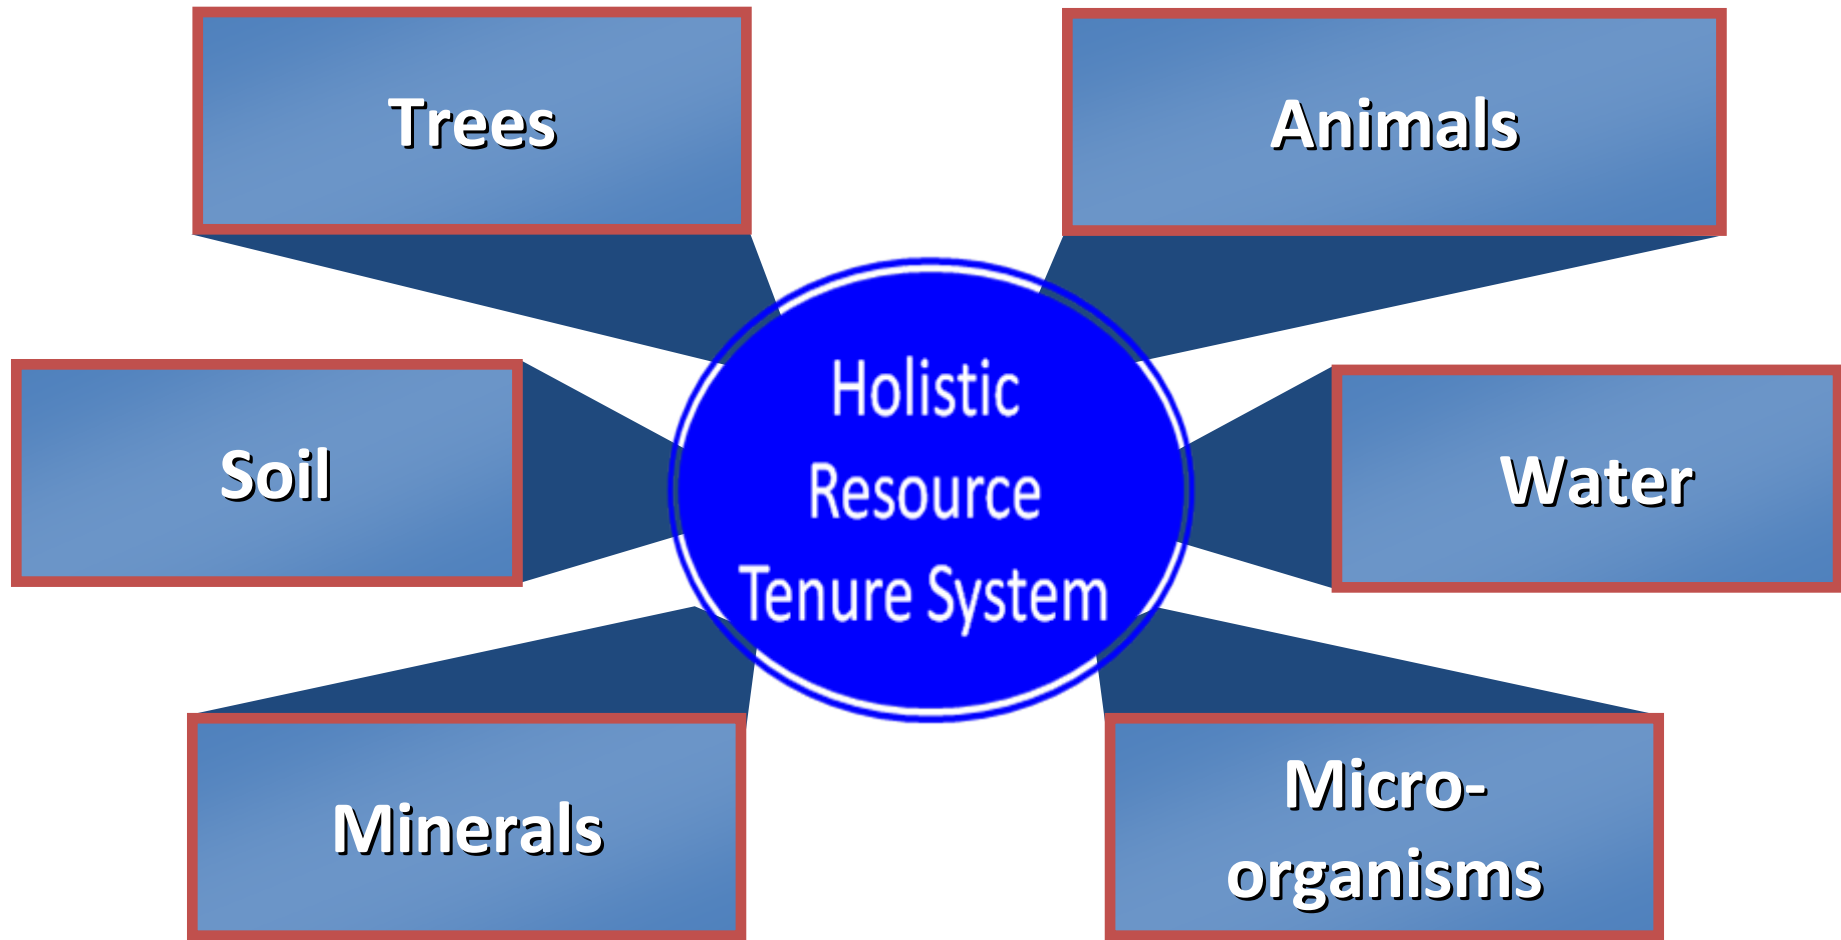 Trees
Animals
Holistic
Resource
Tenure System
Soil
Water
Minerals
Micro-
organisms